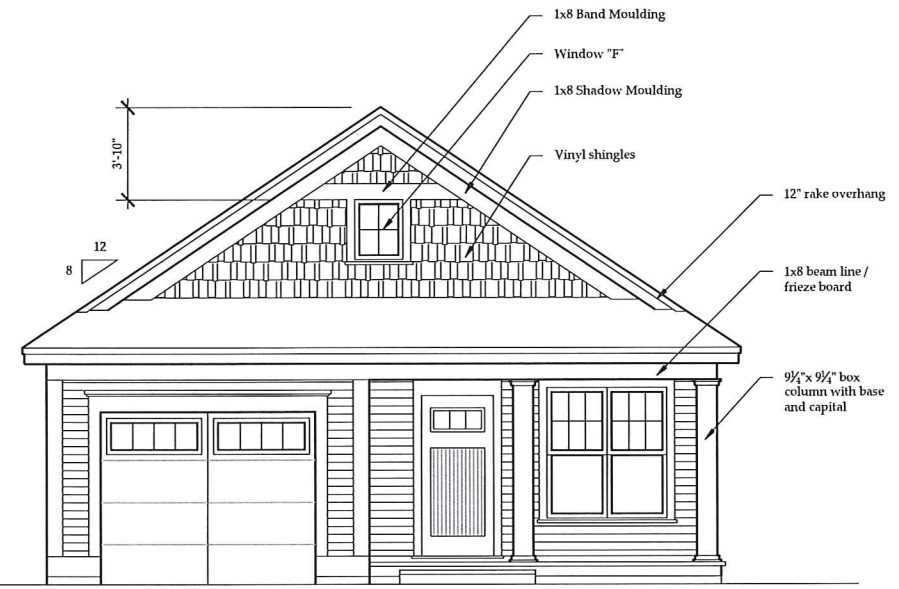 1x8 Band Moulding
Window "F"
1x8 Shadow Moulding
3'-10"
Vinyl shingles
12" rake overhang
12
8
1x8 beam line /
frieze board
9¼"x 9¼" box
column with base
and capital